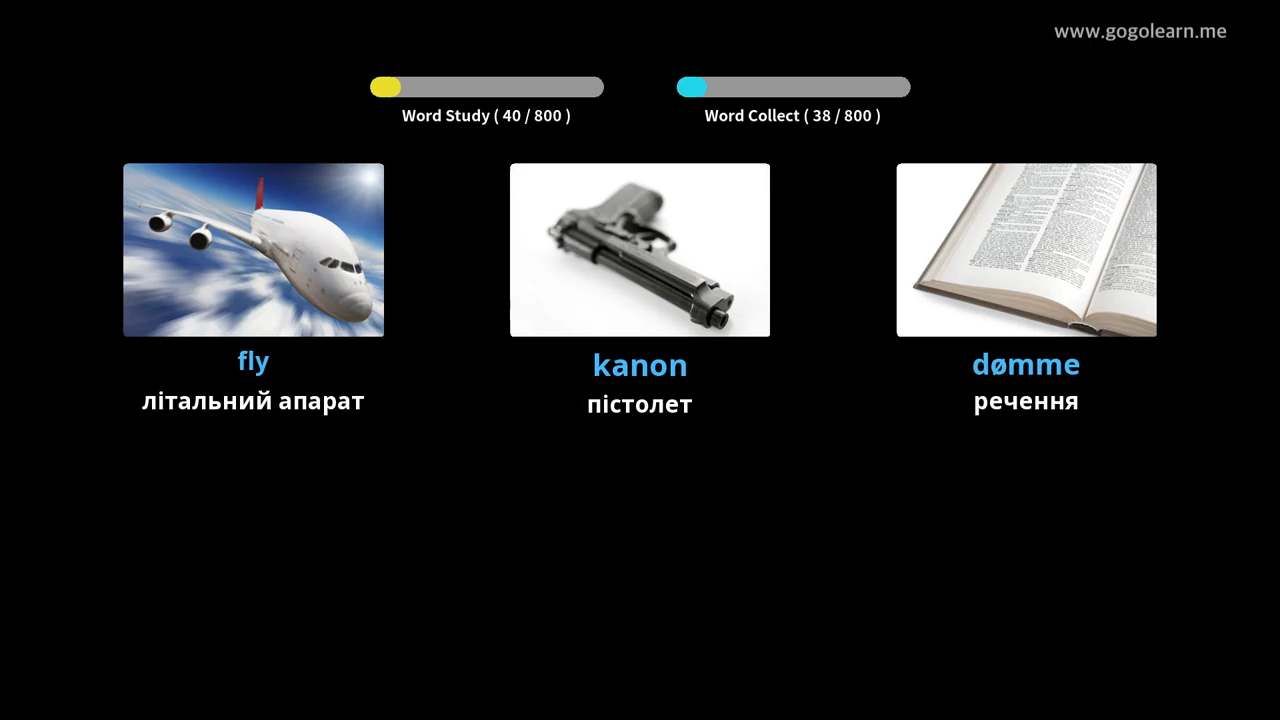 www.gogolearn.me
Word Study ( 40 / 800 )
Word Collect ( 38 / 800 )
fly
літальний апарат
kanon
пістолет
dømme
речення